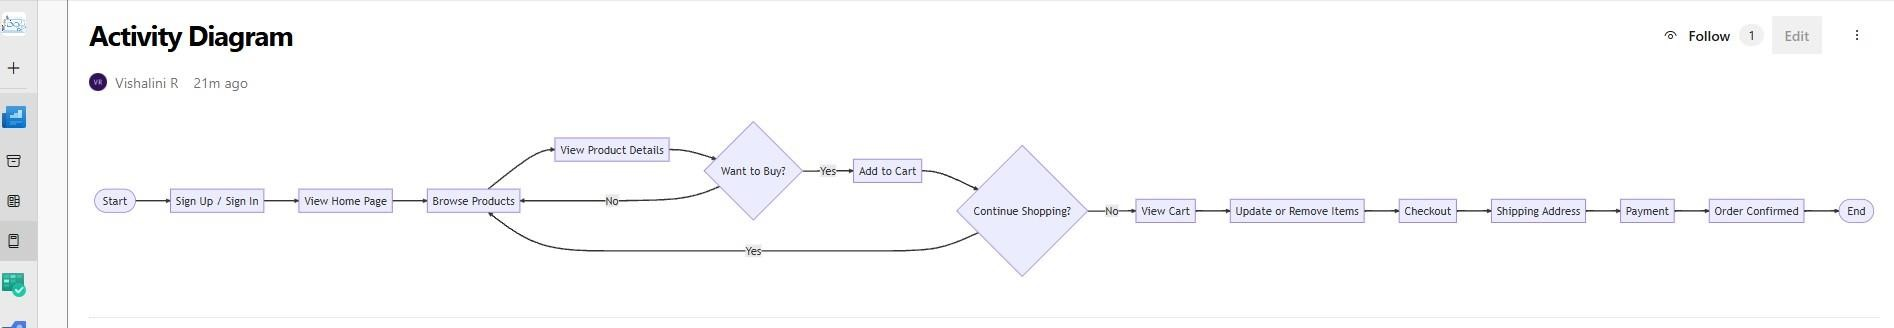 Activity Diagram
Follow 1 Edit
VR Vishalini R 21m ago
Start
Sign Up / Sign In
View Home Page
Browse Products
View Product Details
Want to Buy?
No
Yes
Add to Cart
Continue Shopping?
Yes
No
View Cart
Update or Remove Items
Checkout
Shipping Address
Payment
Order Confirmed
End